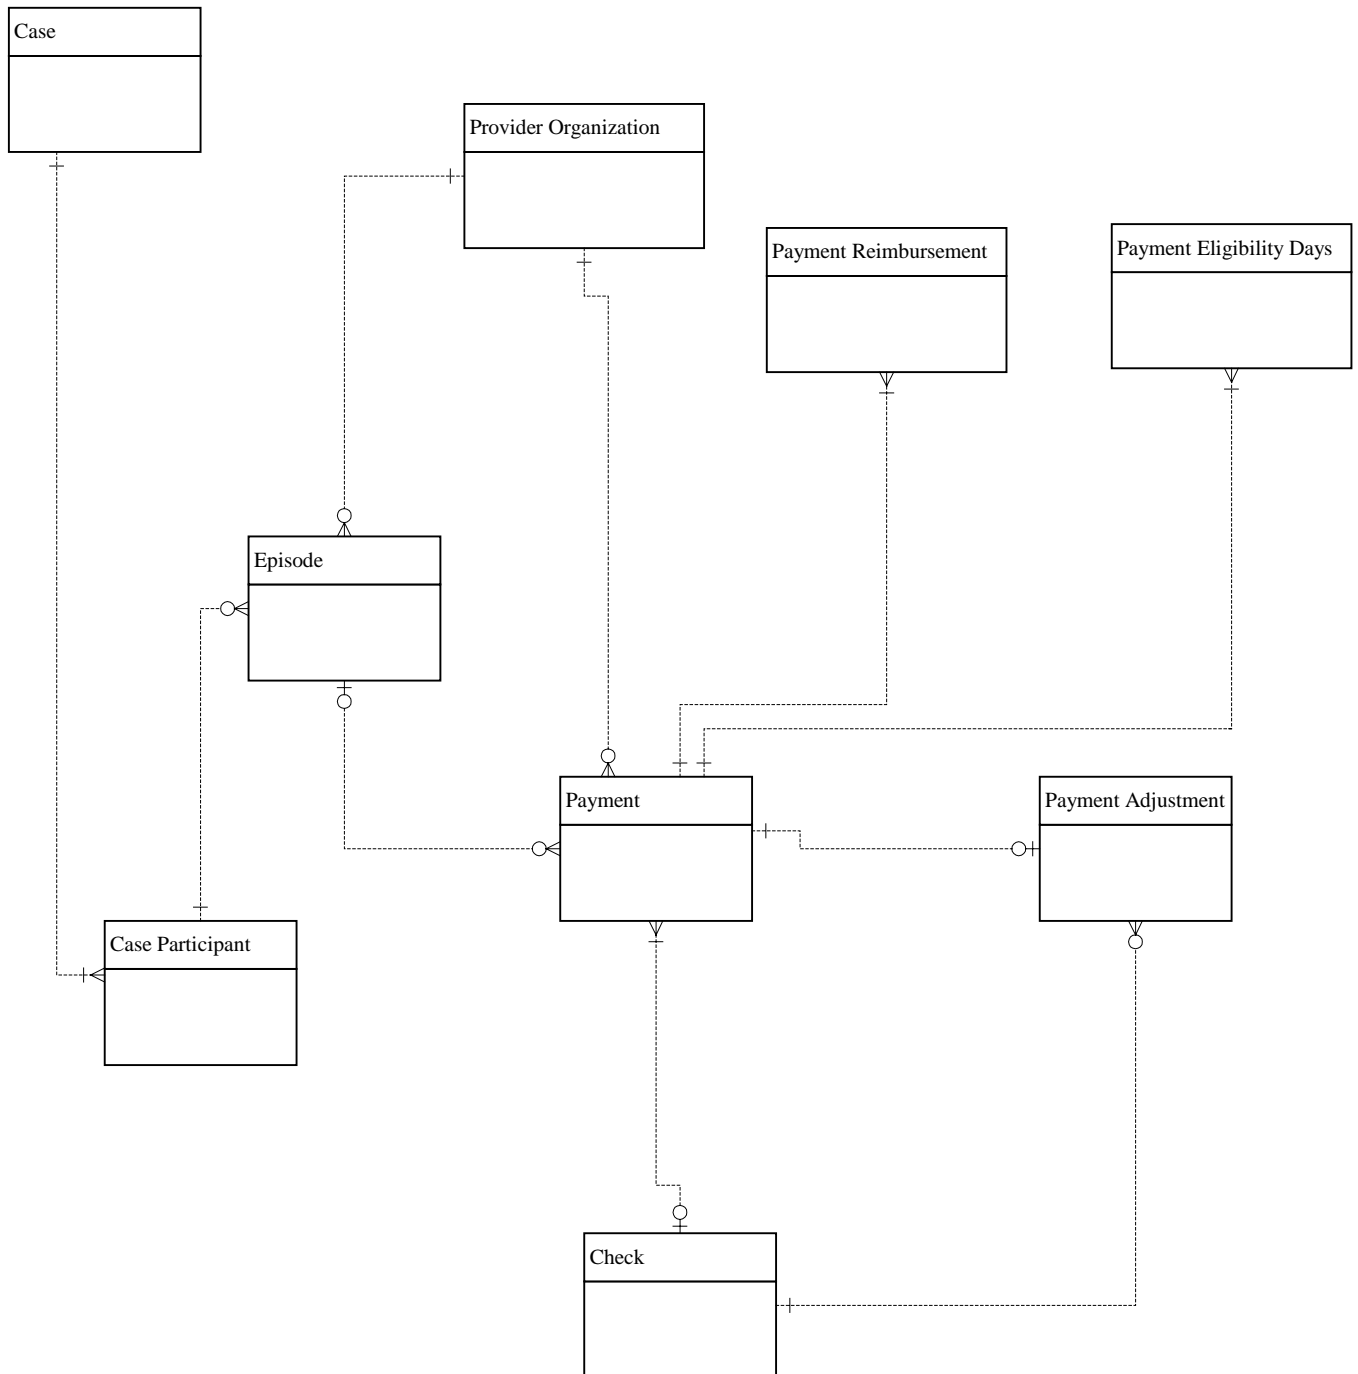 Case
Provider Organization
Payment Reimbursement
Payment Eligibility Days
Episode
Payment
Payment Adjustment
Case Participant
Check